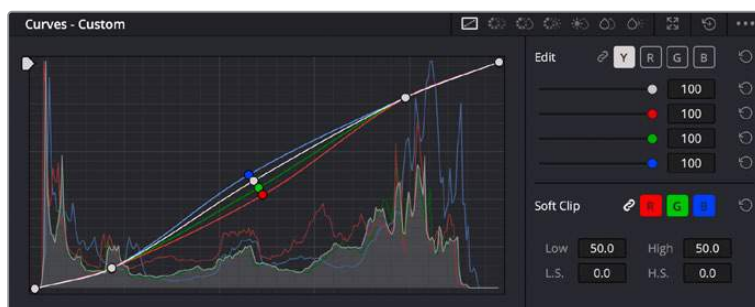 Curves - Custom
Edit Y R G B
100
100
100
100
Soft Clip R G B
Low 50.0 High 50.0
L.S. 0.0 H.S. 0.0